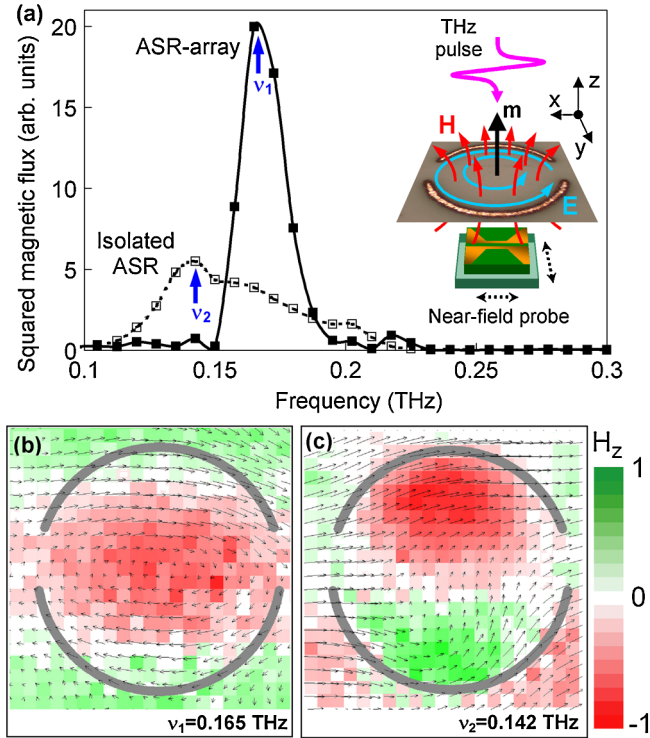 (a)
Squared magnetic flux (arb. units)
20
15
10
5
0
ASR-array
ν1
Isolated
ASR
ν2
THz
pulse
z
x
y
m
H
E
Near-field probe
0.1
0.15
0.2
0.25
0.3
Frequency (THz)
(b)
ν1=0.165 THz
(c)
ν2=0.142 THz
Hz
1
0
-1